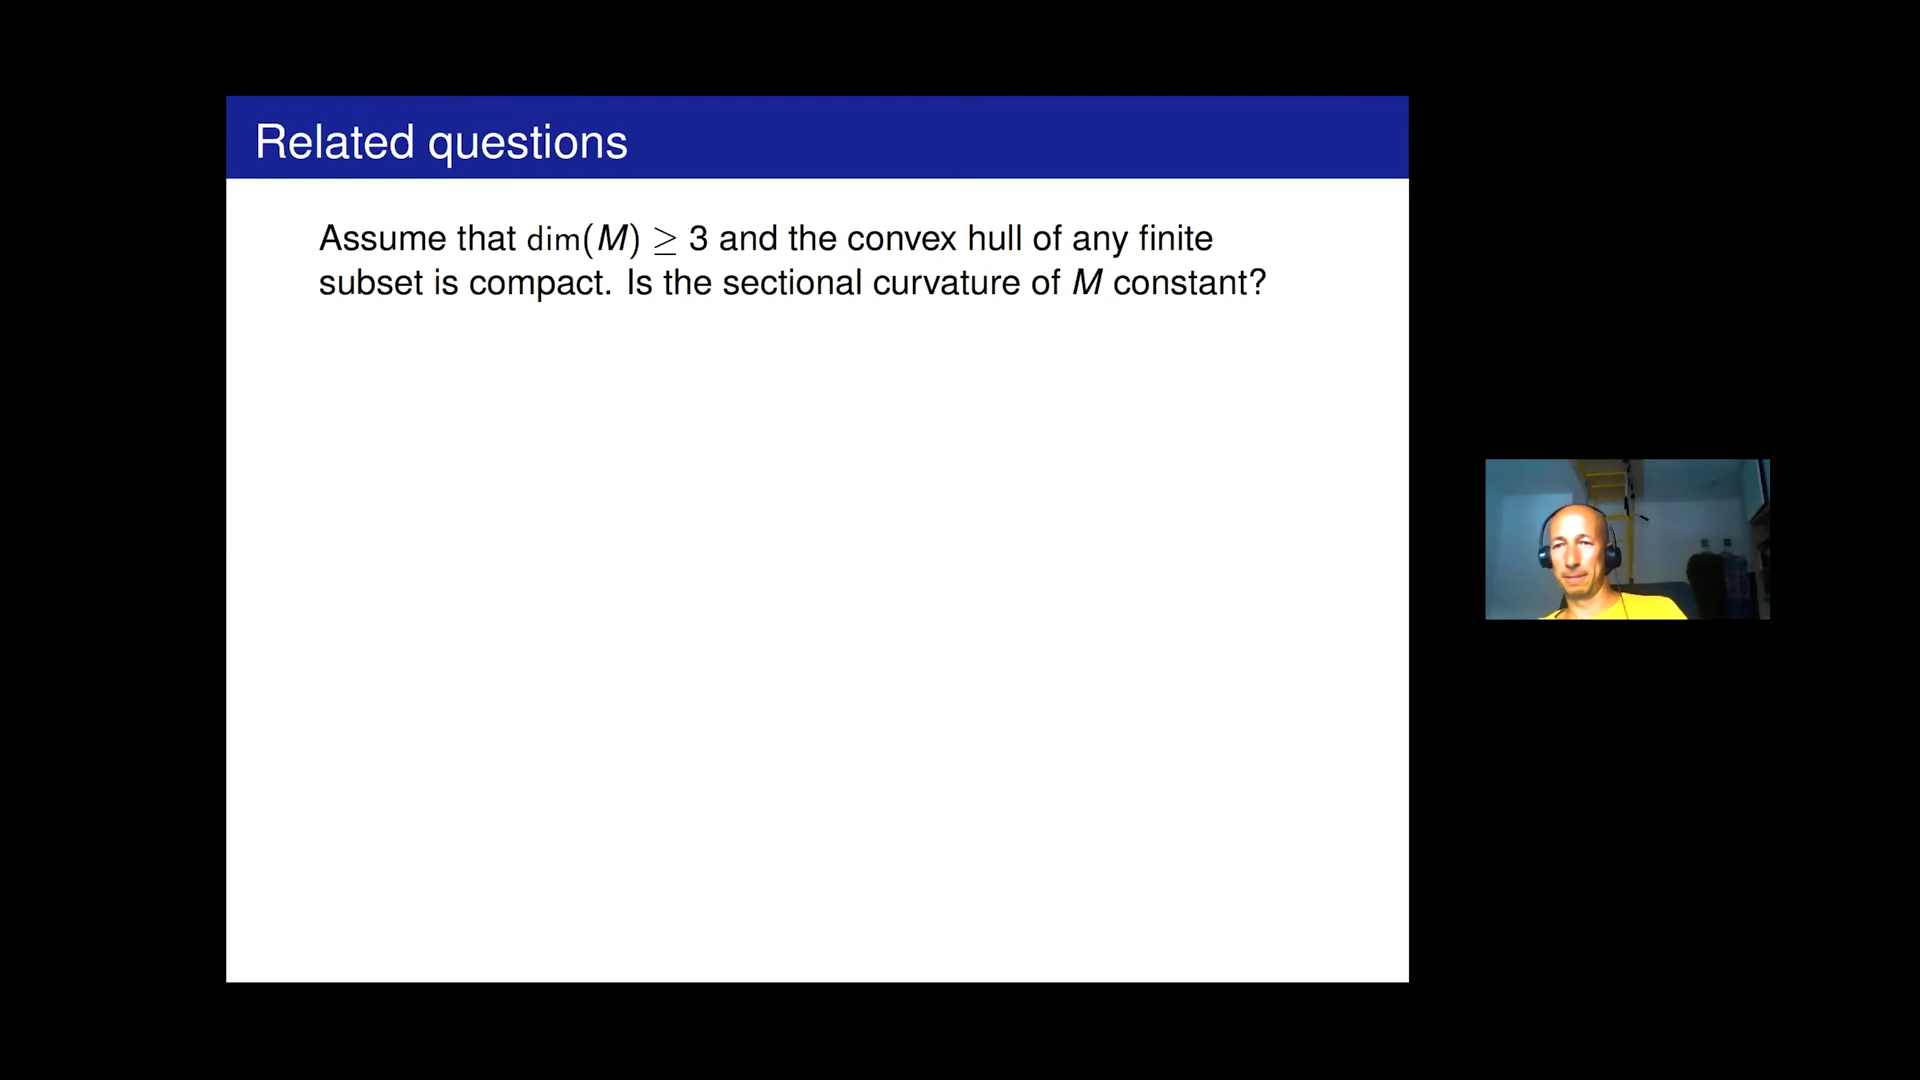 Related questions
Assume that dim(M) ≥ 3 and the convex hull of any finite
subset is compact. Is the sectional curvature of M constant?